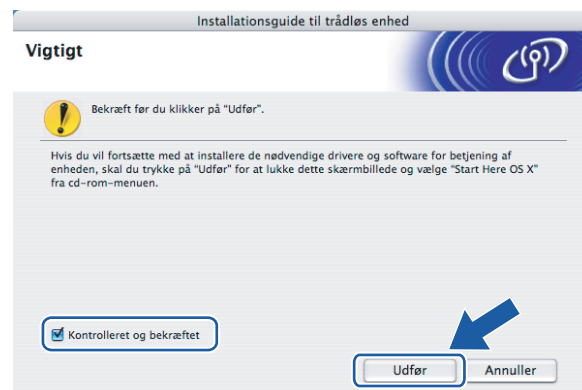 Installationsguide til trådløs enhed
Vigtigt
Bekræft før du klikker på "Udfør".
Hvis du vil fortsætte med at installere de nødvendige drivere og software for betjening af
enheden, skal du trykke på "Udfør" for at lukke dette skærmbillede og vælge "Start Here OS X"
fra cd-rom-menuen.
Kontrolleret og bekræftet
Udfør
Annuller